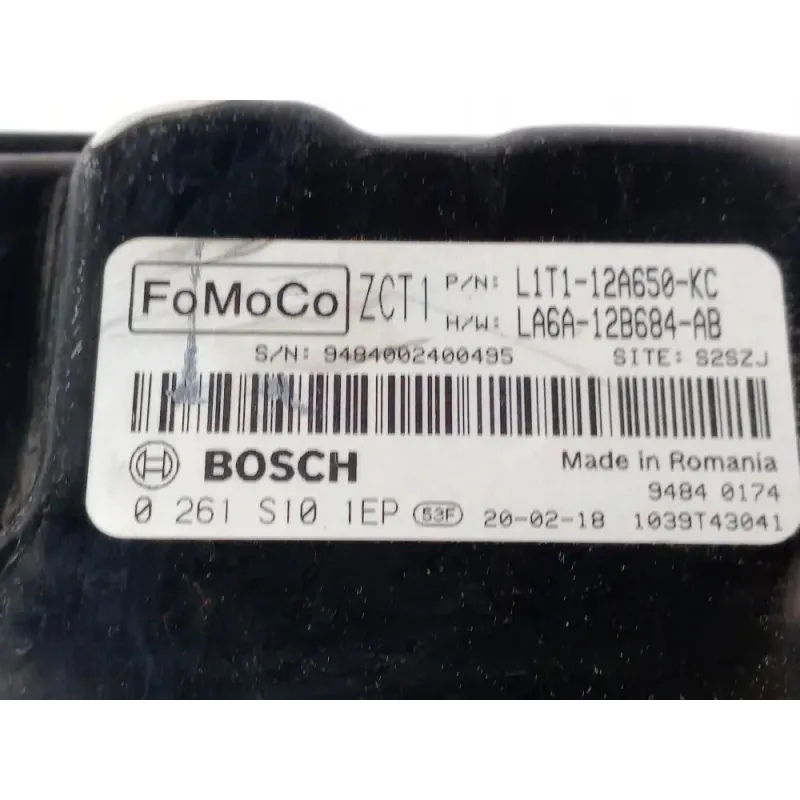 FoMoCo ZCT1 P/N: L1T1-12A650-KC
H/W: LA6A-12B684-AB
S/N: 9484002400495 SITE: S2SZJ
BOSCH Made in Romania
9484 0174
0 261 S10 1EP 53F 20-02-18 1039T43041